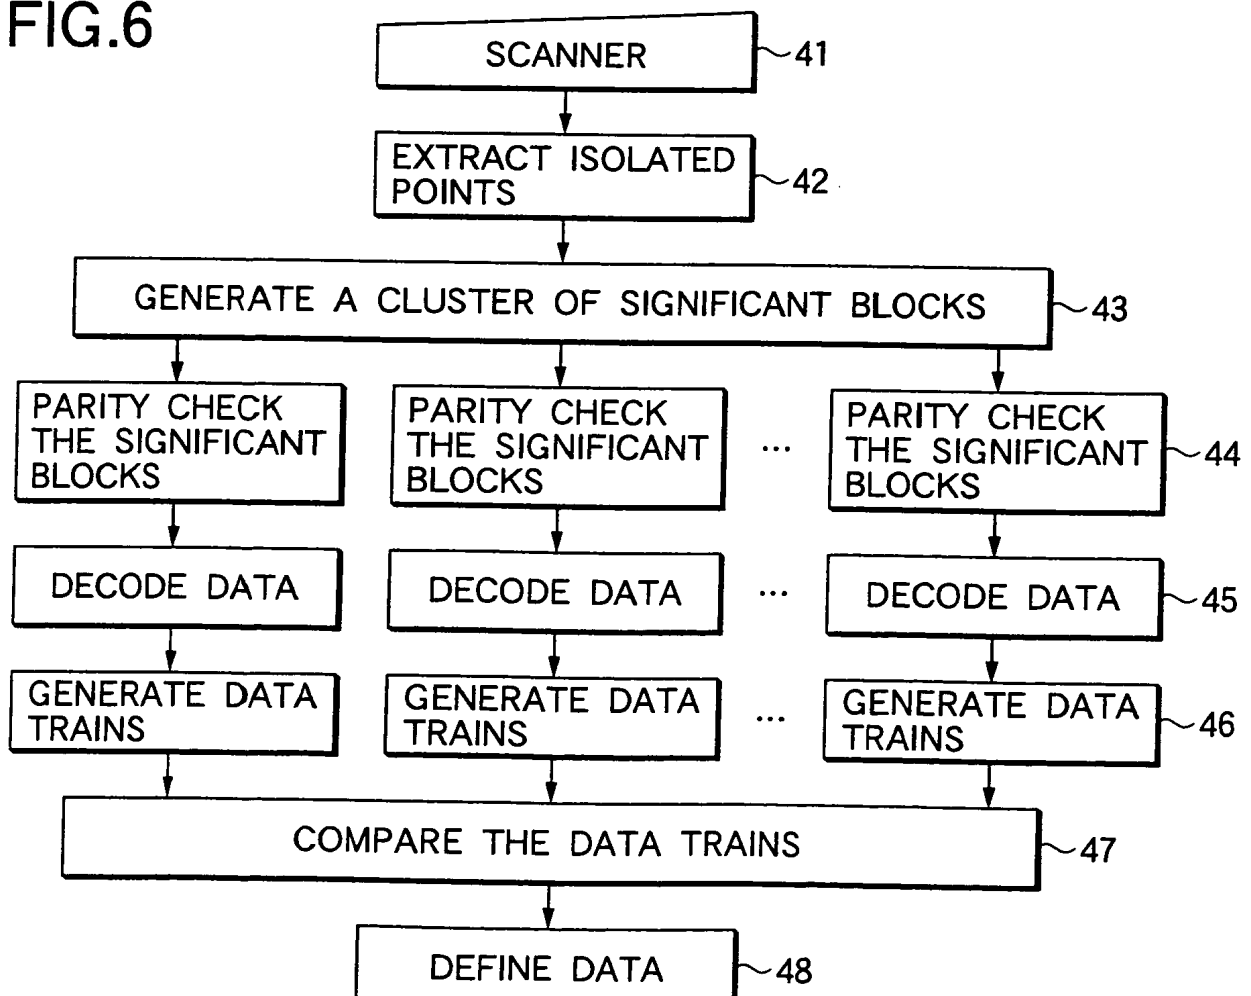 FIG.6
SCANNER
41
EXTRACT ISOLATED
POINTS
42
GENERATE A CLUSTER OF SIGNIFICANT BLOCKS
43
PARITY CHECK
THE SIGNIFICANT
BLOCKS
PARITY CHECK
THE SIGNIFICANT
BLOCKS
...
PARITY CHECK
THE SIGNIFICANT
BLOCKS
44
DECODE DATA
DECODE DATA
...
DECODE DATA
45
GENERATE DATA
TRAINS
GENERATE DATA
TRAINS
...
GENERATE DATA
TRAINS
46
COMPARE THE DATA TRAINS
47
DEFINE DATA
48